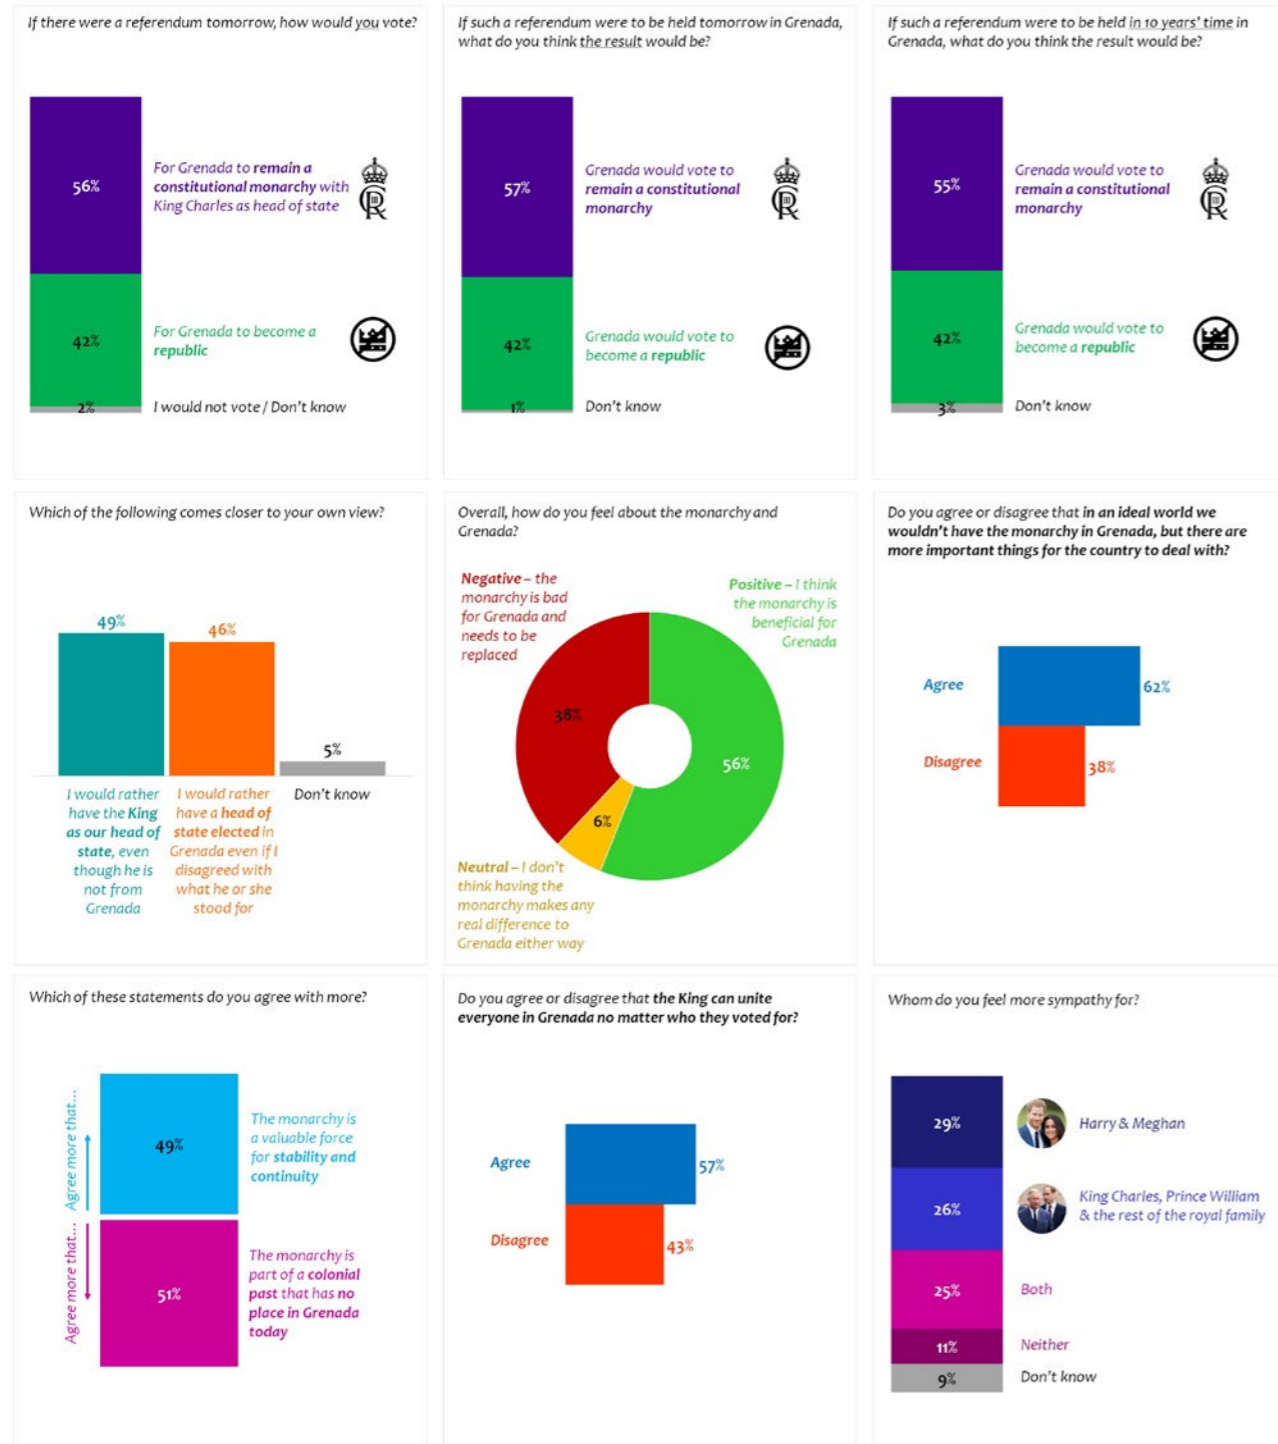 If there were a referendum tomorrow, how would you vote?
56%
For Grenada to remain a
constitutional monarchy with
King Charles as head of state
42%
For Grenada to become a
republic
2%
I would not vote / Don't know
If such a referendum were to be held tomorrow in Grenada,
what do you think the result would be?
57%
Grenada would vote to
remain a constitutional
monarchy
42%
Grenada would vote to
become a republic
1%
Don't know
If such a referendum were to be held in 10 years' time in
Grenada, what do you think the result would be?
55%
Grenada would vote to
remain a constitutional
monarchy
42%
Grenada would vote to
become a republic
3%
Don't know
Which of the following comes closer to your own view?
49%
46%
5%
I would rather
have the King
as our head of
state, even
though he is
not from
Grenada
I would rather
have a head of
state elected in
Grenada even if I
disagreed with
what he or she
stood for
Don't know
Overall, how do you feel about the monarchy and
Grenada?
Negative – the
monarchy is bad
for Grenada and
needs to be
replaced
Positive – I think
the monarchy is
beneficial for
Grenada
38%
56%
6%
Neutral – I don't
think having the
monarchy makes any
real difference to
Grenada either way
Do you agree or disagree that in an ideal world we
wouldn't have the monarchy in Grenada, but there are
more important things for the country to deal with?
Agree
62%
Disagree
38%
Which of these statements do you agree with more?
Agree more that...
49%
The monarchy is
a valuable force
for stability and
continuity
Agree more that...
51%
The monarchy is
part of a colonial
past that has no
place in Grenada
today
Do you agree or disagree that the King can unite
everyone in Grenada no matter who they voted for?
Agree
57%
Disagree
43%
Whom do you feel more sympathy for?
29%
Harry & Meghan
26%
King Charles, Prince William
& the rest of the royal family
25%
Both
11%
Neither
9%
Don't know